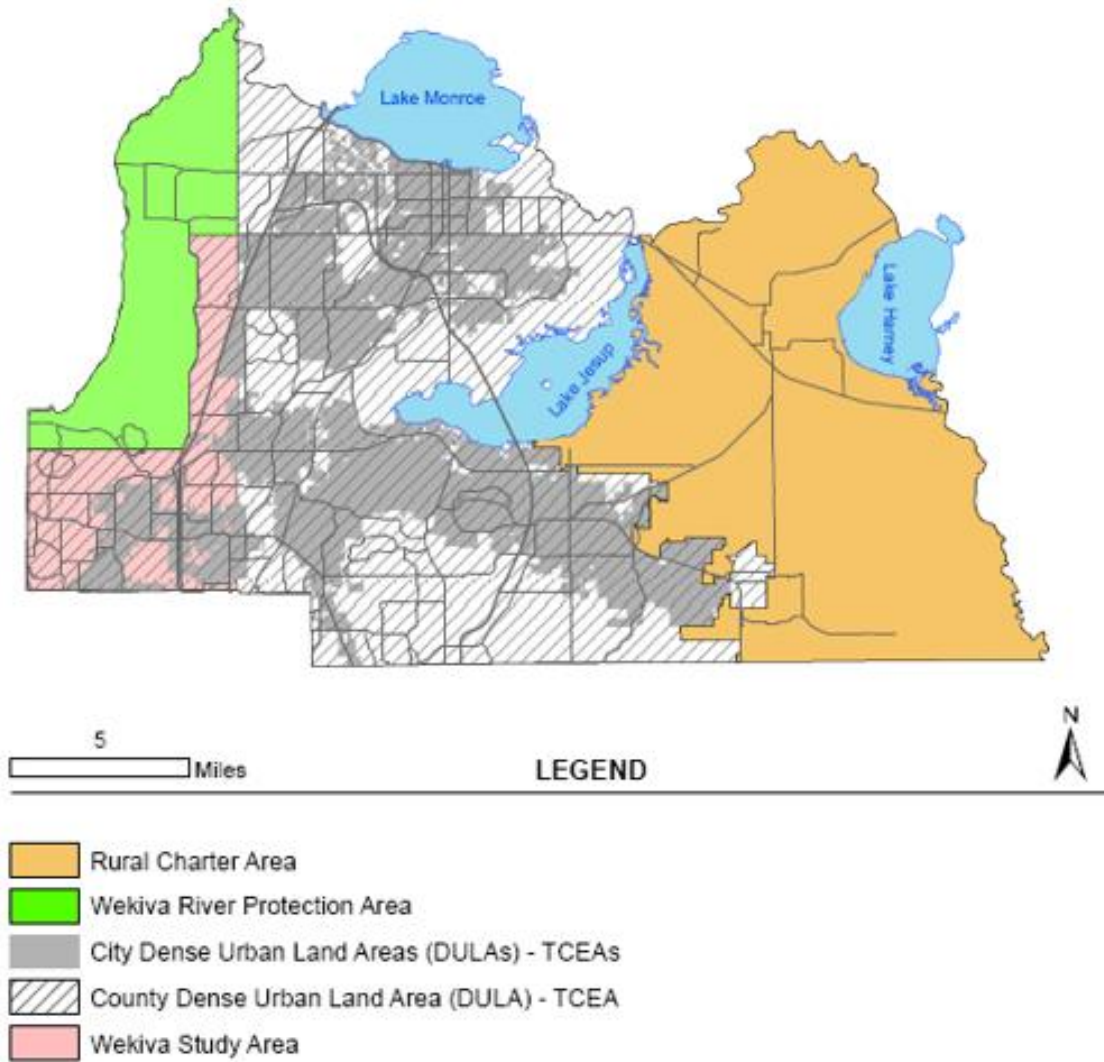 Lake Monroe
Lake Harney
Lake Jesup
5
Miles
LEGEND
N
Rural Charter Area
Wekiva River Protection Area
City Dense Urban Land Areas (DULAs) - TCEAs
County Dense Urban Land Area (DULA) - TCEA
Wekiva Study Area